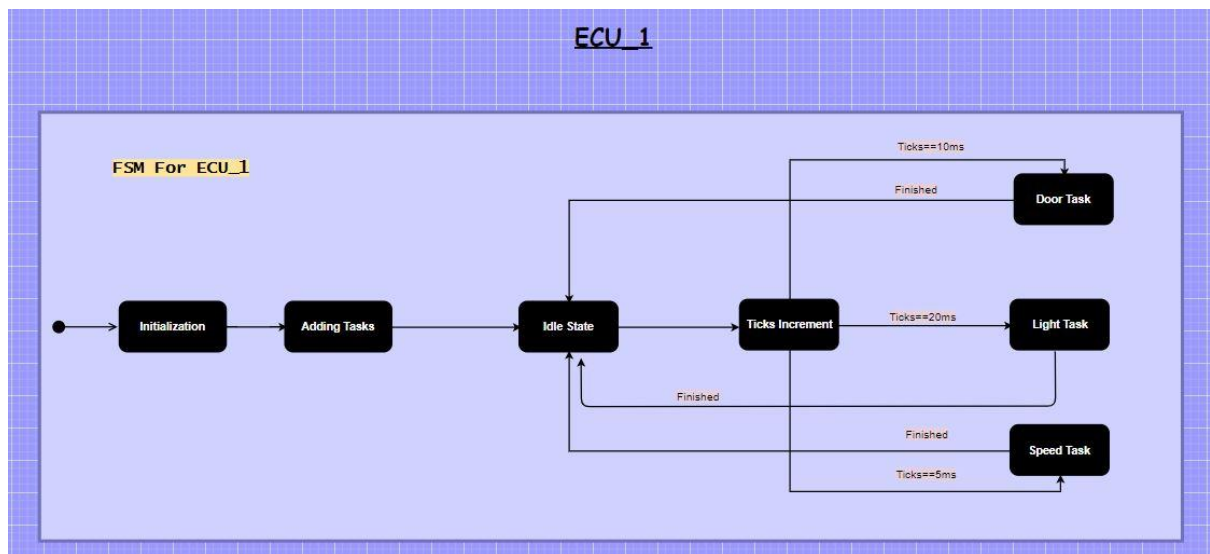 ECU_1
FSM For ECU_1
Ticks==10ms
Finished
Door Task
Initialization
Adding Tasks
Idle State
Ticks Increment
Ticks==20ms
Light Task
Finished
Finished
Speed Task
Ticks==5ms